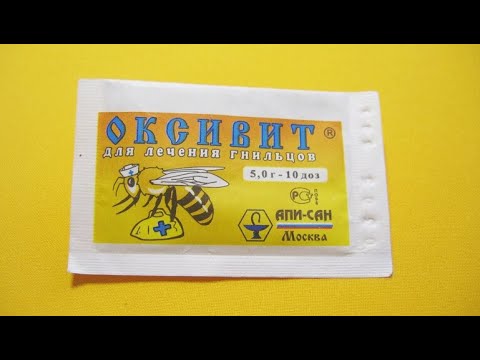 ОКСИВИТ®
для лечения гнильцов
5,0 г - 10 доз
АПИ-САН
Москва